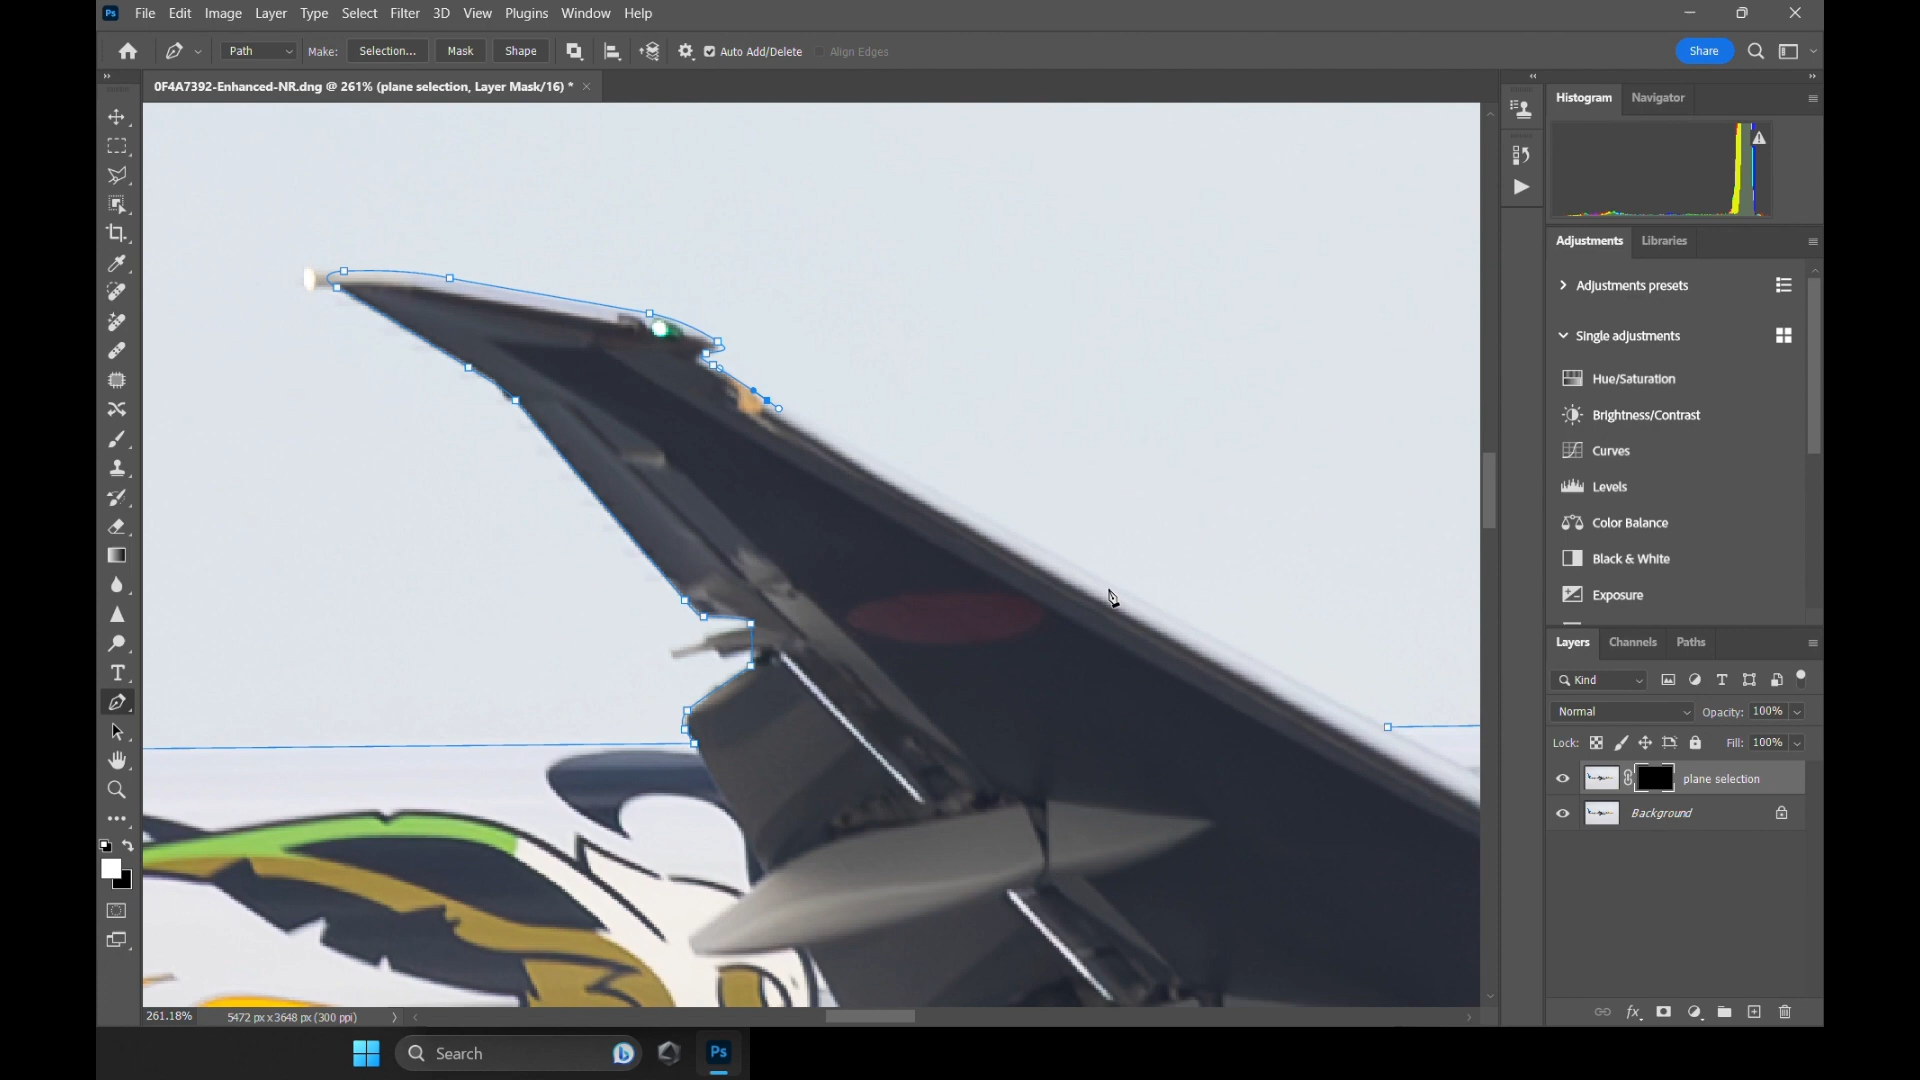 Ps File Edit Image Layer Type Select Filter 3D View Plugins Window Help
Path Make: Selection... Mask Shape Auto Add/Delete Align Edges Share
0F4A7392-Enhanced-NR.dng @ 261% (plane selection, Layer Mask/16) *
Histogram Navigator
Adjustments Libraries
Adjustments presets
Single adjustments
Hue/Saturation
Brightness/Contrast
Curves
Levels
Color Balance
Black & White
Exposure
Layers Channels Paths
Kind
Normal Opacity: 100%
Lock: Fill: 100%
plane selection
Background
fx
261.18% 5472 px x 3648 px (300 ppi)
Search Ps